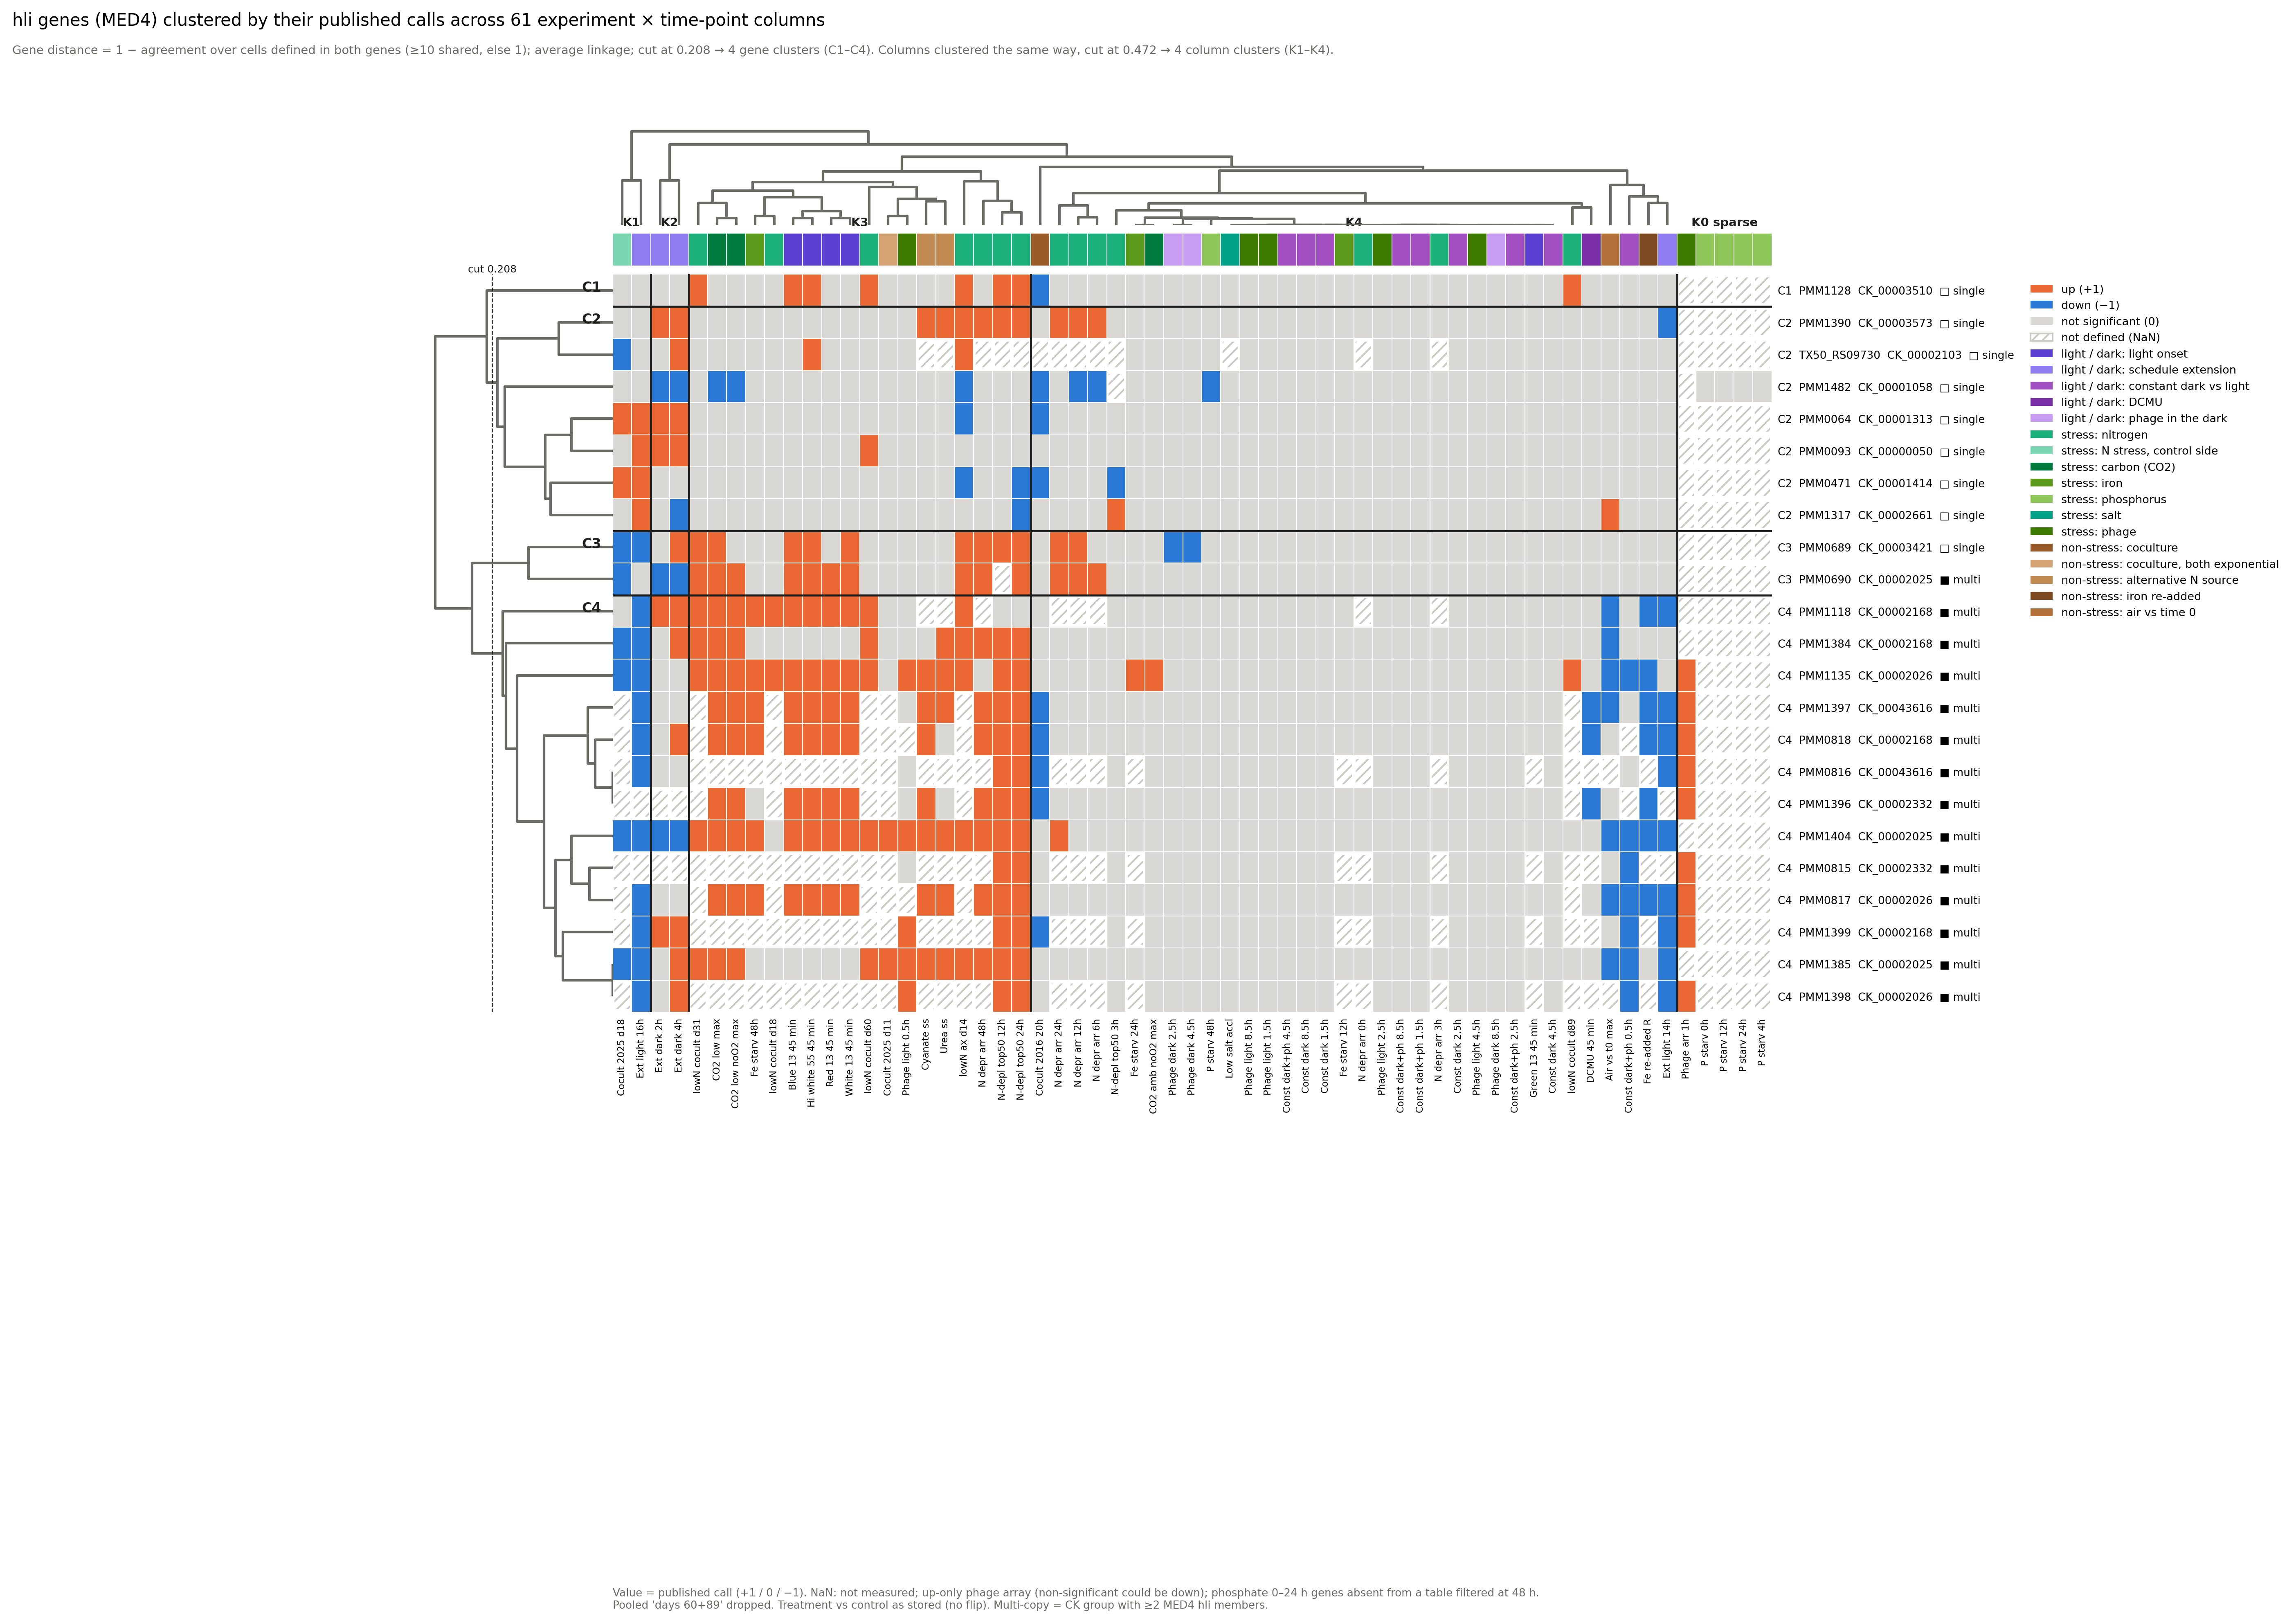 hli genes (MED4) clustered by their published calls across 61 experiment × time-point columns
Gene distance = 1 − agreement over cells defined in both genes (≥10 shared, else 1); average linkage; cut at 0.208 → 4 gene clusters (C1–C4). Columns clustered the same way, cut at 0.472 → 4 column clusters (K1–K4).
K1
K2
K3
K4
K0 sparse
cut 0.208
C1
C2
C3
C4
C1 PMM1128 CK_00003510 □ single
C2 PMM1390 CK_00003573 □ single
C2 TX50_RS09730 CK_00002103 □ single
C2 PMM1482 CK_00001058 □ single
C2 PMM0064 CK_00001313 □ single
C2 PMM0093 CK_00000050 □ single
C2 PMM0471 CK_00001414 □ single
C2 PMM1317 CK_00002661 □ single
C3 PMM0689 CK_00003421 □ single
C3 PMM0690 CK_00002025 ■ multi
C4 PMM1118 CK_00002168 ■ multi
C4 PMM1384 CK_00002168 ■ multi
C4 PMM1135 CK_00002026 ■ multi
C4 PMM1397 CK_00043616 ■ multi
C4 PMM0818 CK_00002168 ■ multi
C4 PMM0816 CK_00043616 ■ multi
C4 PMM1396 CK_00002332 ■ multi
C4 PMM1404 CK_00002025 ■ multi
C4 PMM0815 CK_00002332 ■ multi
C4 PMM0817 CK_00002026 ■ multi
C4 PMM1399 CK_00002168 ■ multi
C4 PMM1385 CK_00002025 ■ multi
C4 PMM1398 CK_00002026 ■ multi
up (+1)
down (−1)
not significant (0)
not defined (NaN)
light / dark: light onset
light / dark: schedule extension
light / dark: constant dark vs light
light / dark: DCMU
light / dark: phage in the dark
stress: nitrogen
stress: N stress, control side
stress: carbon (CO2)
stress: iron
stress: phosphorus
stress: salt
stress: phage
non-stress: coculture
non-stress: coculture, both exponential
non-stress: alternative N source
non-stress: iron re-added
non-stress: air vs time 0
Cocult 2025 d18
Ext light 16h
Ext dark 2h
Ext dark 4h
lowN cocult d31
CO2 low max
CO2 low noO2 max
Fe starv 48h
lowN cocult d18
Blue 13 45 min
Hi white 55 45 min
Red 13 45 min
White 13 45 min
lowN cocult d60
Cocult 2025 d11
Phage light 0.5h
Cyanate ss
Urea ss
lowN ax d14
N depr arr 48h
N-depl top50 12h
N-depl top50 24h
Cocult 2016 20h
N depr arr 24h
N depr arr 12h
N depr arr 6h
N-depl top50 3h
Fe starv 24h
CO2 amb noO2 max
Phage dark 2.5h
Phage dark 4.5h
P starv 48h
Low salt accl
Phage light 8.5h
Phage light 1.5h
Const dark+ph 4.5h
Const dark 8.5h
Const dark 1.5h
Fe starv 12h
N depr arr 0h
Phage light 2.5h
Const dark+ph 8.5h
Const dark+ph 1.5h
N depr arr 3h
Const dark 2.5h
Phage light 4.5h
Phage dark 8.5h
Const dark+ph 2.5h
Green 13 45 min
Const dark 4.5h
lowN cocult d89
DCMU 45 min
Air vs t0 max
Const dark+ph 0.5h
Fe re-added R
Ext light 14h
Phage arr 1h
P starv 0h
P starv 12h
P starv 24h
P starv 4h
Value = published call (+1 / 0 / −1). NaN: not measured; up-only phage array (non-significant could be down); phosphate 0–24 h genes absent from a table filtered at 48 h.
Pooled 'days 60+89' dropped. Treatment vs control as stored (no flip). Multi-copy = CK group with ≥2 MED4 hli members.